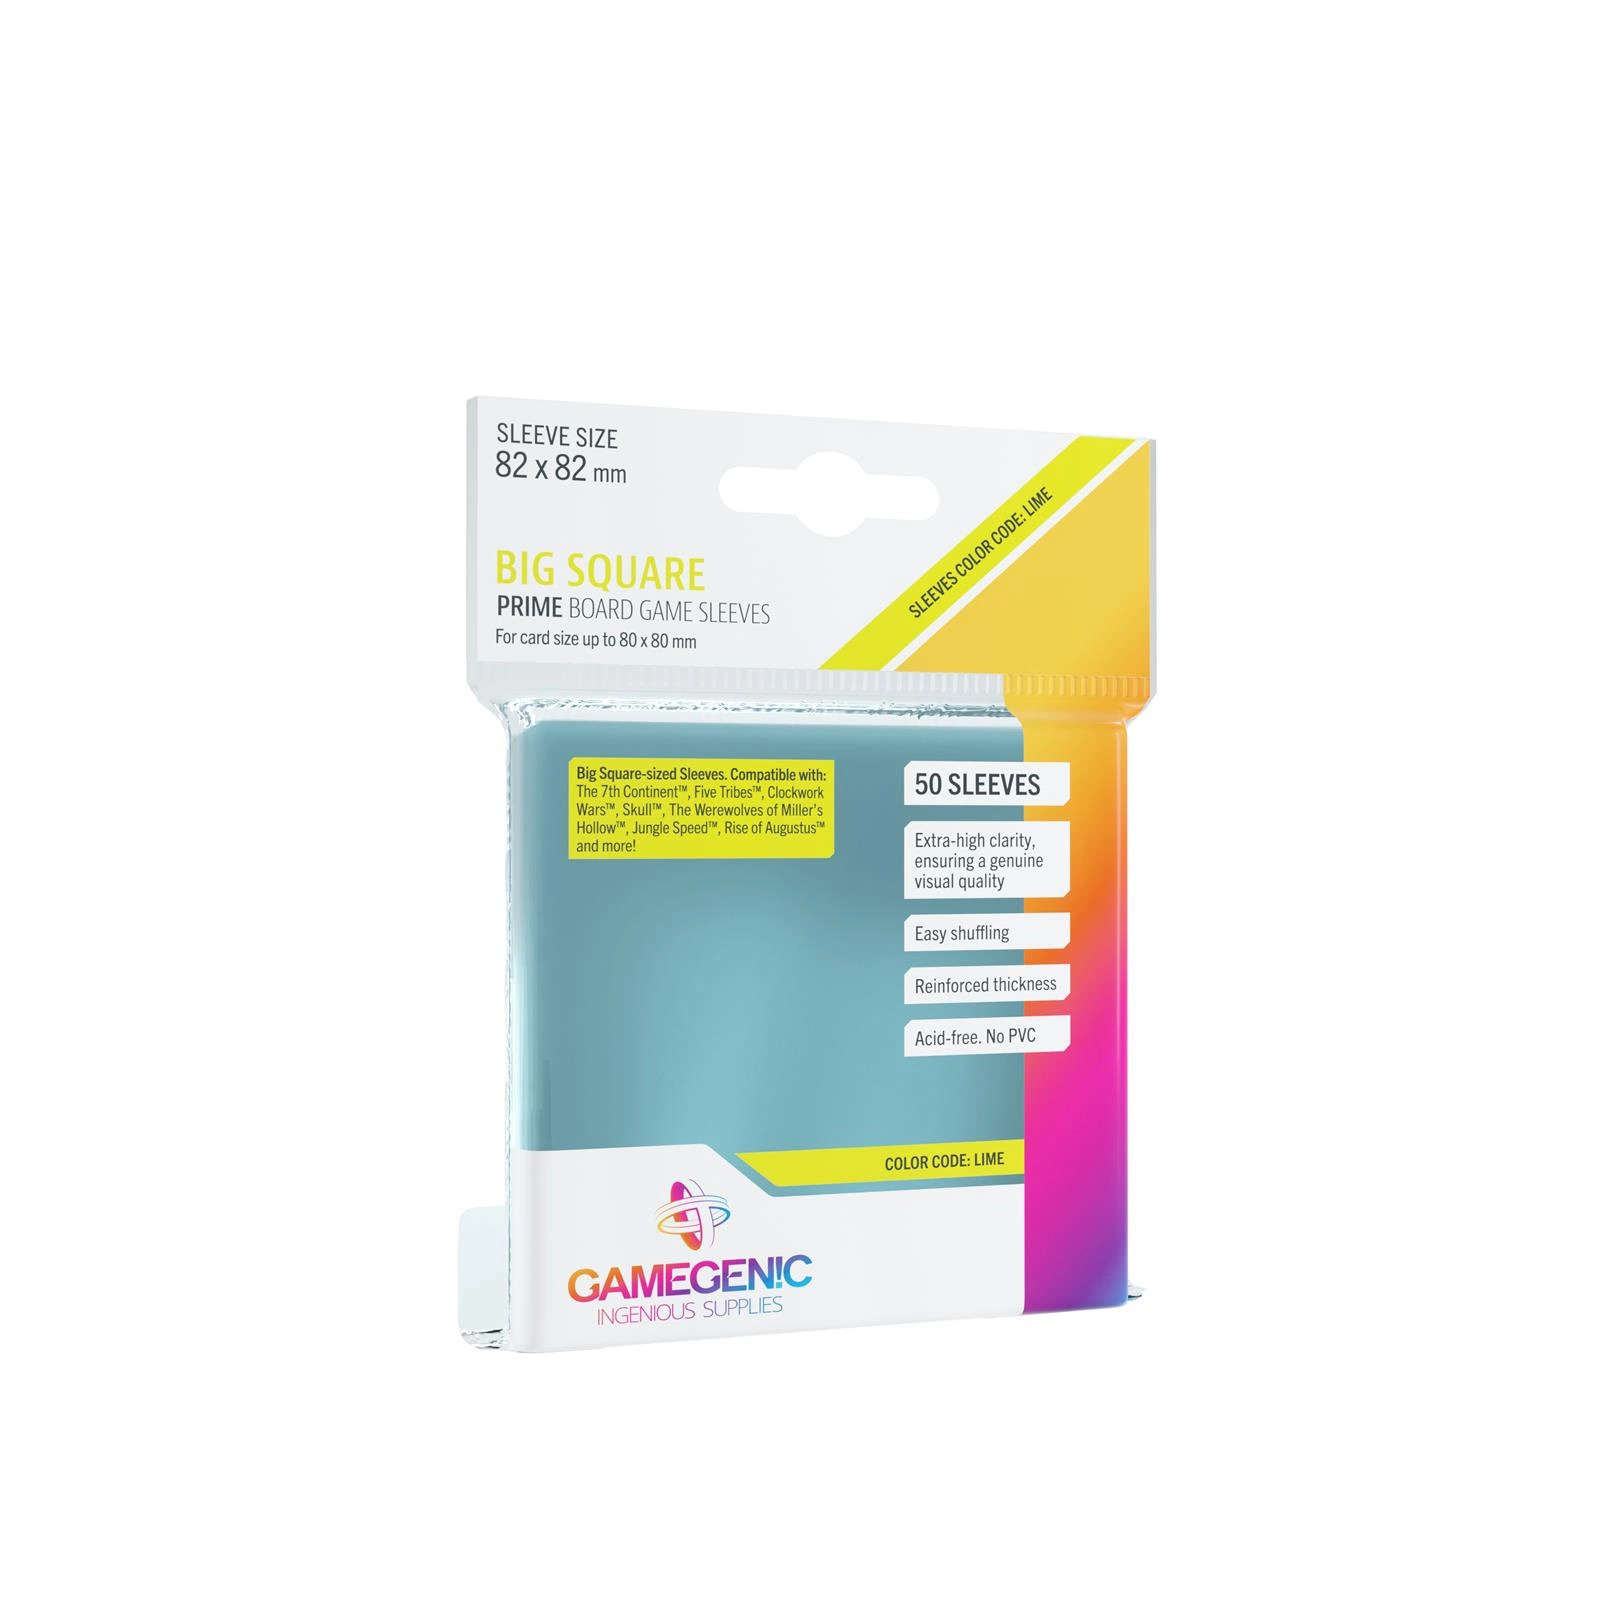 SLEEVE SIZE
82 x 82 mm
SLEEVES COLOR CODE: LIME
BIG SQUARE
PRIME BOARD GAME SLEEVES
For card size up to 80 x 80 mm
Big Square-sized Sleeves. Compatible with:
The 7th Continent™, Five Tribes™, Clockwork
Wars™, Skull™, The Werewolves of Miller's
Hollow™, Jungle Speed™, Rise of Augustus™
and more!
50 SLEEVES
Extra-high clarity,
ensuring a genuine
visual quality
Easy shuffling
Reinforced thickness
Acid-free. No PVC
COLOR CODE: LIME
GAMEGEN!C
INGENIOUS SUPPLIES